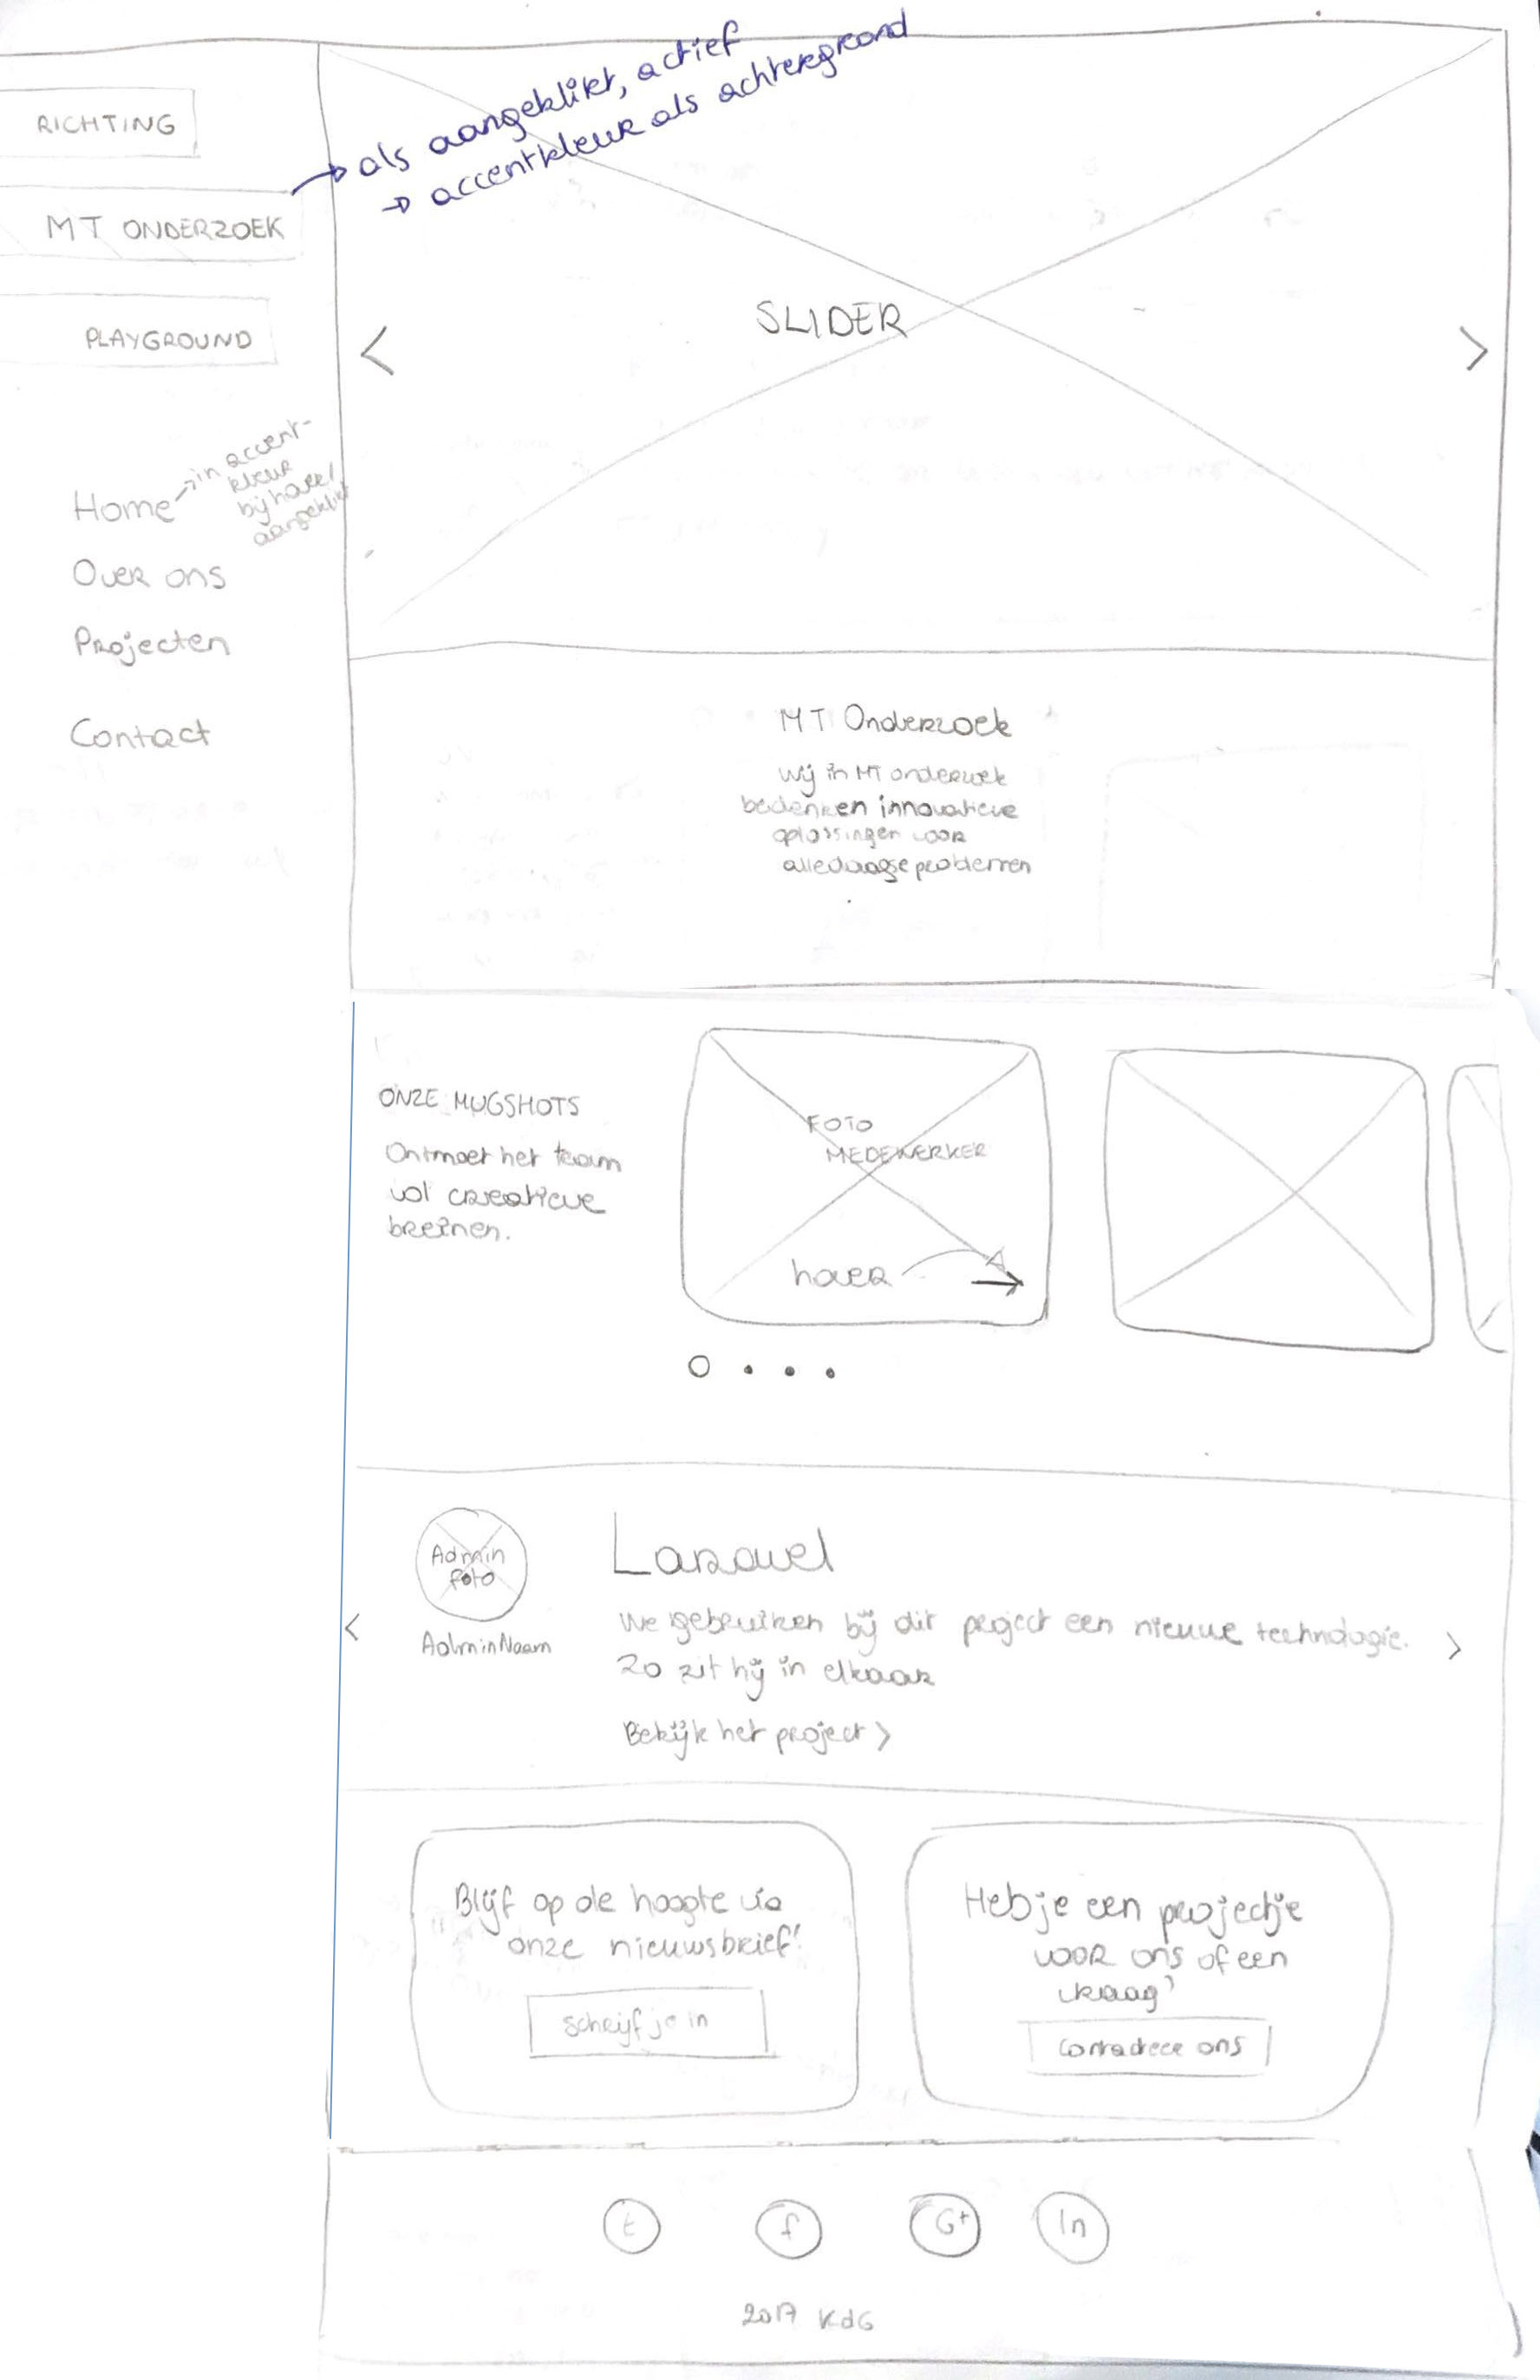 RICHTING
MT ONDERZOEK
PLAYGROUND
als aangeklikt, actief
→ accentkleur als achtergrond
SLIDER
<
>
Home
→ in accent-
kleur
bij hover/
aangeklikt
Over ons
Projecten
Contact
MT Onderzoek
Wij in MT onderzoek
bedenken innovatieve
oplossingen voor
alledaagse problemen
ONZE MUGSHOTS
Ontmoet het team
vol creatieve
breinen.
FOTO
MEDEWERKER
hover
Admin
foto
AdminNaam
Laravel
We gebruiken bij dit project een nieuwe technologie.
Zo zit hij in elkaar
Bekijk het project >
<
>
Blijf op de hoogte via
onze nieuwsbrief!
Schrijf je in
Heb je een projectje
voor ons of een
vraag?
Contacteer ons
t
f
G+
In
2017 KdG